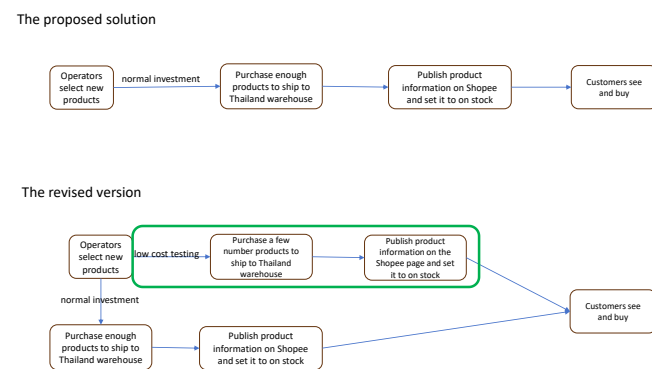 The proposed solution
Operators
select new
products
normal investment
Purchase enough
products to ship to
Thailand warehouse
Publish product
information on Shopee
and set it to on stock
Customers see
and buy
The revised version
Operators
select new
products
low cost testing
Purchase a few
number products to
ship to Thailand
warehouse
Publish product
information on the
Shopee page and set
it to on stock
normal investment
Customers see
and buy
Purchase enough
products to ship to
Thailand warehouse
Publish product
information on Shopee
and set it to on stock